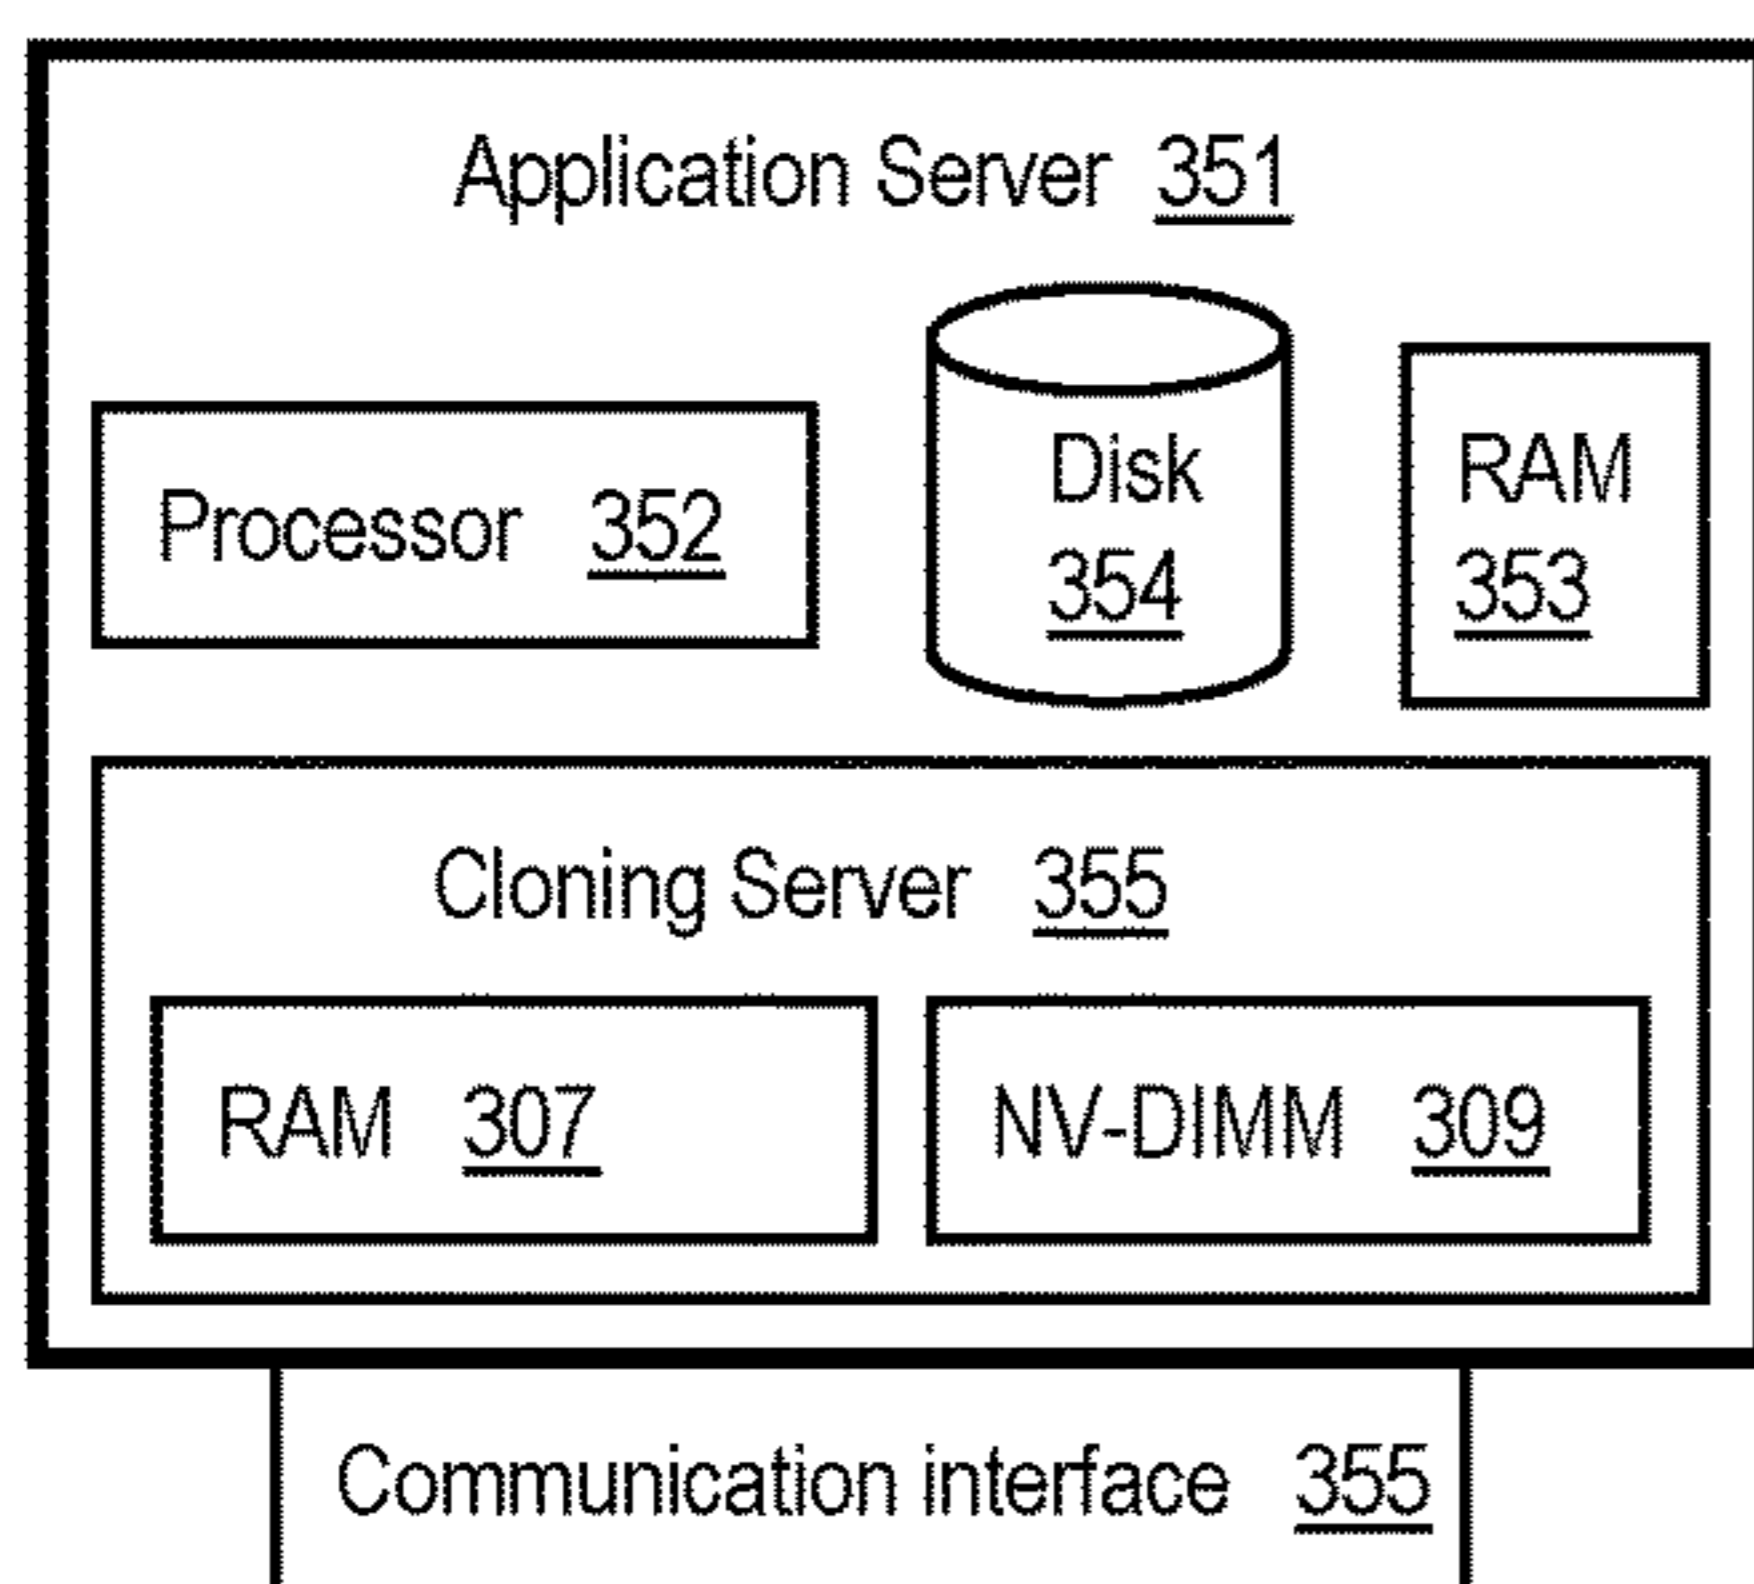 Application Server 351
Processor 352
Disk
354
RAM
353
Cloning Server 355
RAM 307
NV-DIMM 309
Communication interface 355